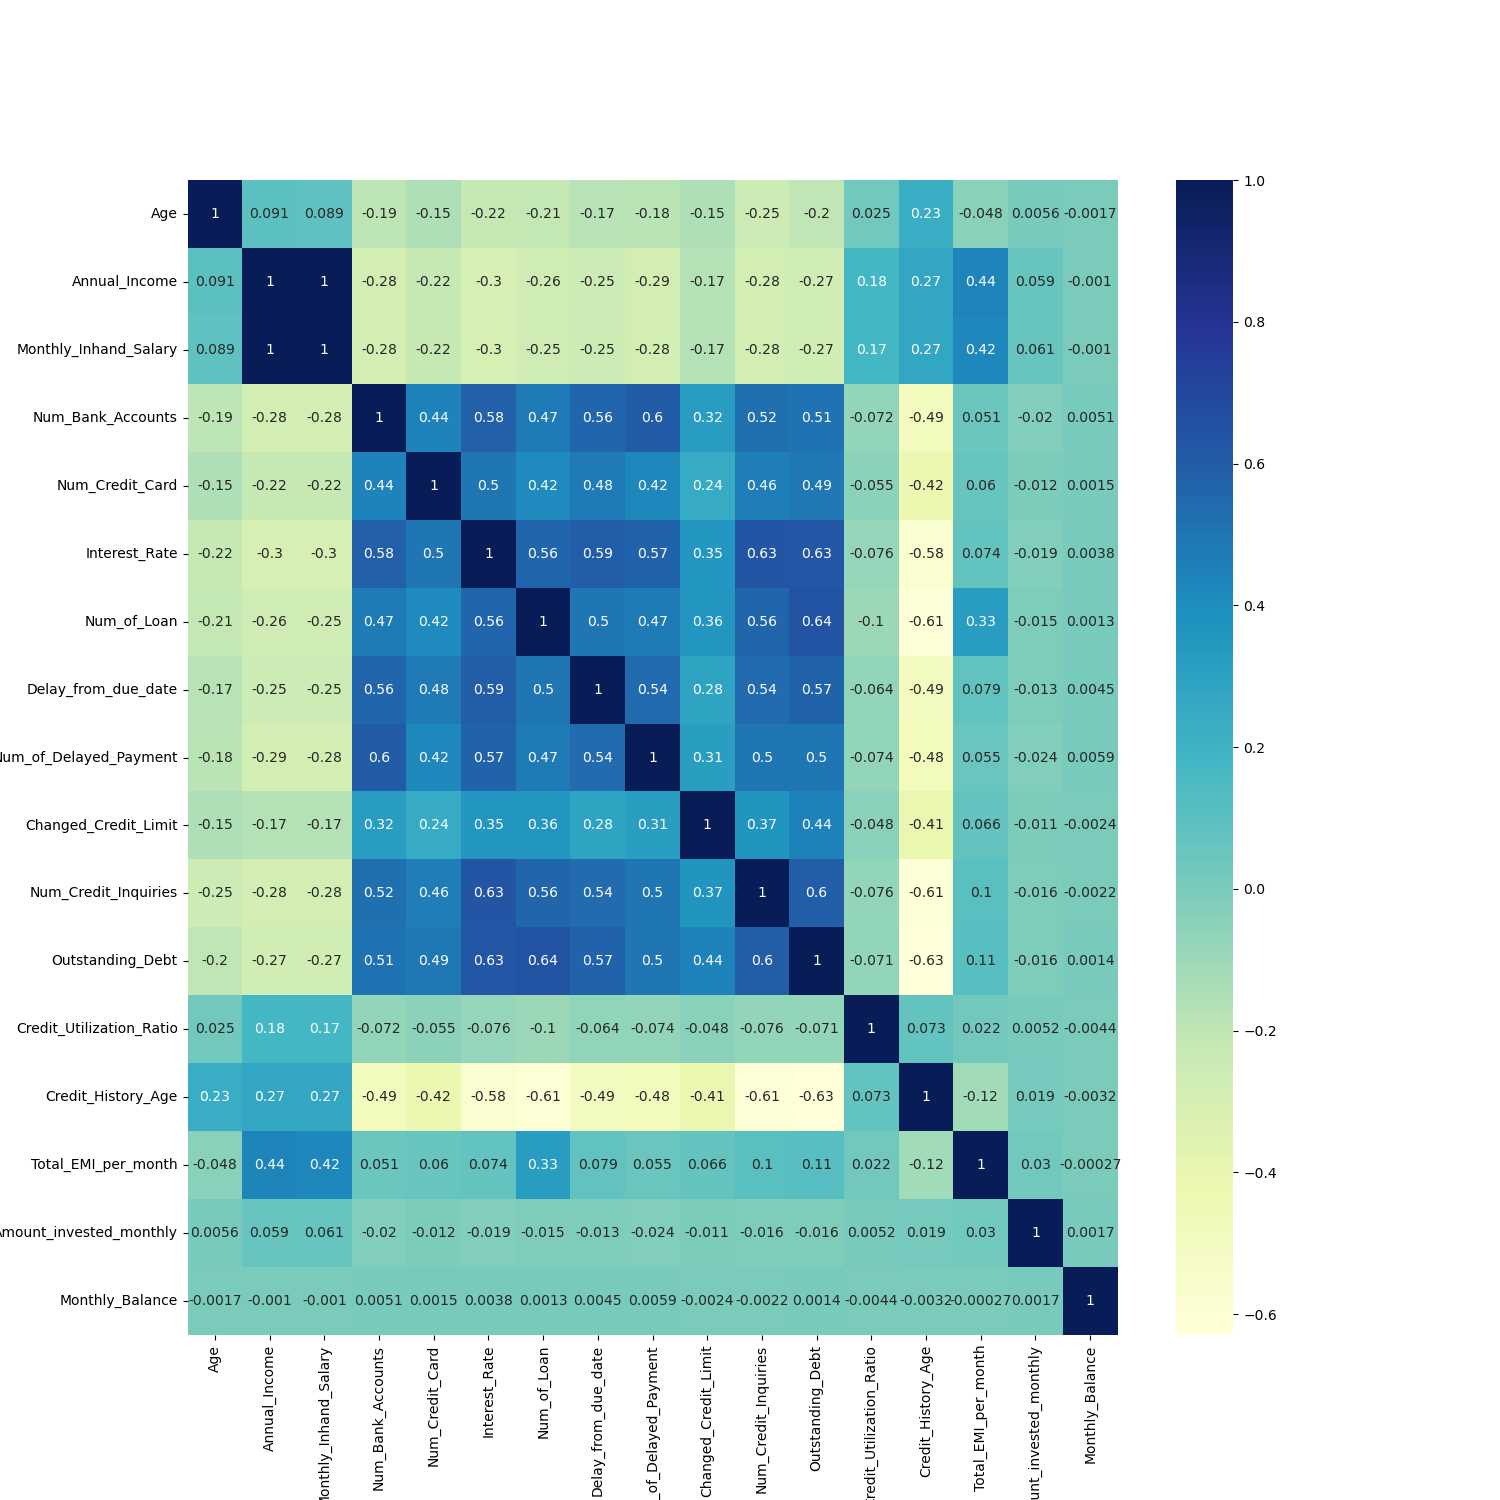 Age 1 0.091 0.089 -0.19 -0.15 -0.22 -0.21 -0.17 -0.18 -0.15 -0.25 -0.2 0.025 0.23 -0.048 0.0056 -0.0017
Annual_Income 0.091 1 1 -0.28 -0.22 -0.3 -0.26 -0.25 -0.29 -0.17 -0.28 -0.27 0.18 0.27 0.44 0.059 -0.001
Monthly_Inhand_Salary 0.089 1 1 -0.28 -0.22 -0.3 -0.25 -0.25 -0.28 -0.17 -0.28 -0.27 0.17 0.27 0.42 0.061 -0.001
Num_Bank_Accounts -0.19 -0.28 -0.28 1 0.44 0.58 0.47 0.56 0.6 0.32 0.52 0.51 -0.072 -0.49 0.051 -0.02 0.0051
Num_Credit_Card -0.15 -0.22 -0.22 0.44 1 0.5 0.42 0.48 0.42 0.24 0.46 0.49 -0.055 -0.42 0.06 -0.012 0.0015
Interest_Rate -0.22 -0.3 -0.3 0.58 0.5 1 0.56 0.59 0.57 0.35 0.63 0.63 -0.076 -0.58 0.074 -0.019 0.0038
Num_of_Loan -0.21 -0.26 -0.25 0.47 0.42 0.56 1 0.5 0.47 0.36 0.56 0.64 -0.1 -0.61 0.33 -0.015 0.0013
Delay_from_due_date -0.17 -0.25 -0.25 0.56 0.48 0.59 0.5 1 0.54 0.28 0.54 0.57 -0.064 -0.49 0.079 -0.013 0.0045
um_of_Delayed_Payment -0.18 -0.29 -0.28 0.6 0.42 0.57 0.47 0.54 1 0.31 0.5 0.5 -0.074 -0.48 0.055 -0.024 0.0059
Changed_Credit_Limit -0.15 -0.17 -0.17 0.32 0.24 0.35 0.36 0.28 0.31 1 0.37 0.44 -0.048 -0.41 0.066 -0.011 -0.0024
Num_Credit_Inquiries -0.25 -0.28 -0.28 0.52 0.46 0.63 0.56 0.54 0.5 0.37 1 0.6 -0.076 -0.61 0.1 -0.016 -0.0022
Outstanding_Debt -0.2 -0.27 -0.27 0.51 0.49 0.63 0.64 0.57 0.5 0.44 0.6 1 -0.071 -0.63 0.11 -0.016 0.0014
Credit_Utilization_Ratio 0.025 0.18 0.17 -0.072 -0.055 -0.076 -0.1 -0.064 -0.074 -0.048 -0.076 -0.071 1 0.073 0.022 0.0052 -0.0044
Credit_History_Age 0.23 0.27 0.27 -0.49 -0.42 -0.58 -0.61 -0.49 -0.48 -0.41 -0.61 -0.63 0.073 1 -0.12 0.019 -0.0032
Total_EMI_per_month -0.048 0.44 0.42 0.051 0.06 0.074 0.33 0.079 0.055 0.066 0.1 0.11 0.022 -0.12 1 0.03 -0.00027
mount_invested_monthly 0.0056 0.059 0.061 -0.02 -0.012 -0.019 -0.015 -0.013 -0.024 -0.011 -0.016 -0.016 0.0052 0.019 0.03 1 0.0017
Monthly_Balance -0.0017 -0.001 -0.001 0.0051 0.0015 0.0038 0.0013 0.0045 0.0059 -0.0024 -0.0022 0.0014 -0.0044 -0.0032 -0.00027 0.0017 1
Age
Annual_Income
onthly_Inhand_Salary
Num_Bank_Accounts
Num_Credit_Card
Interest_Rate
Num_of_Loan
Delay_from_due_date
_of_Delayed_Payment
Changed_Credit_Limit
Num_Credit_Inquiries
Outstanding_Debt
redit_Utilization_Ratio
Credit_History_Age
Total_EMI_per_month
unt_invested_monthly
Monthly_Balance
1.0
0.8
0.6
0.4
0.2
0.0
−0.2
−0.4
−0.6